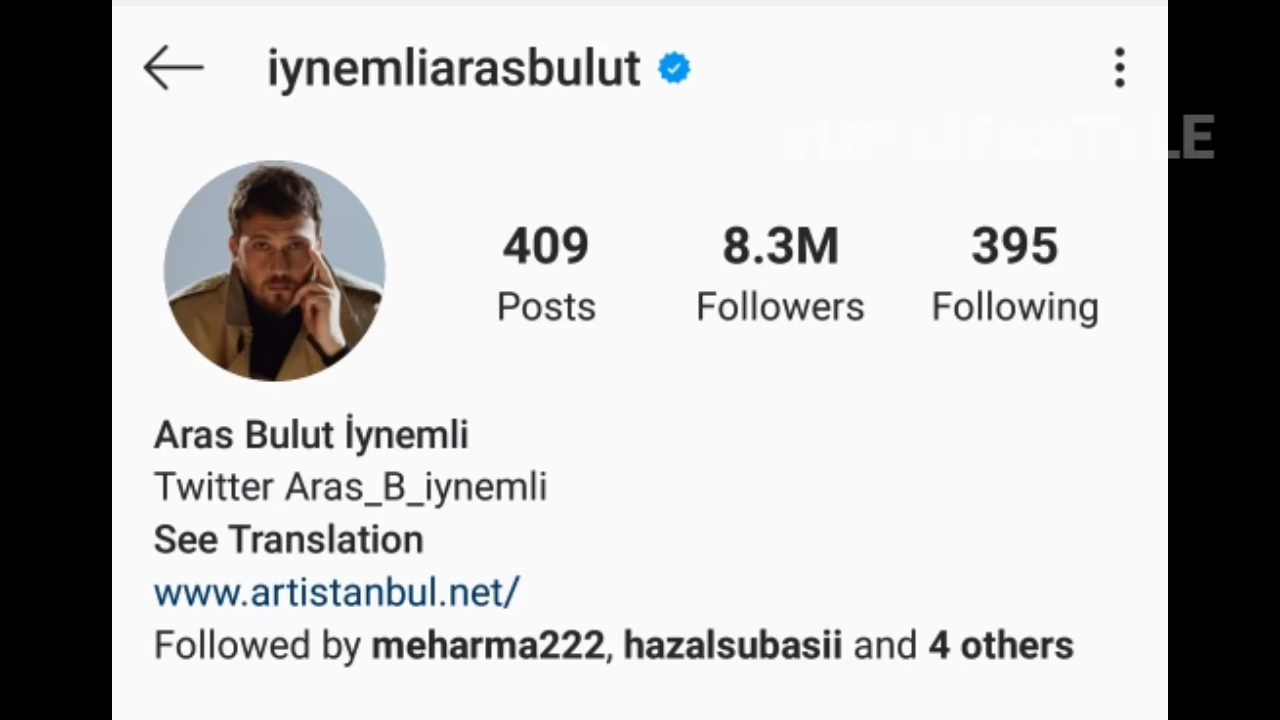 iynemliarasbulut
409 8.3M 395
Posts Followers Following
Aras Bulut İynemli
Twitter Aras_B_iynemli
See Translation
www.artistanbul.net/
Followed by meharma222, hazalsubasii and 4 others